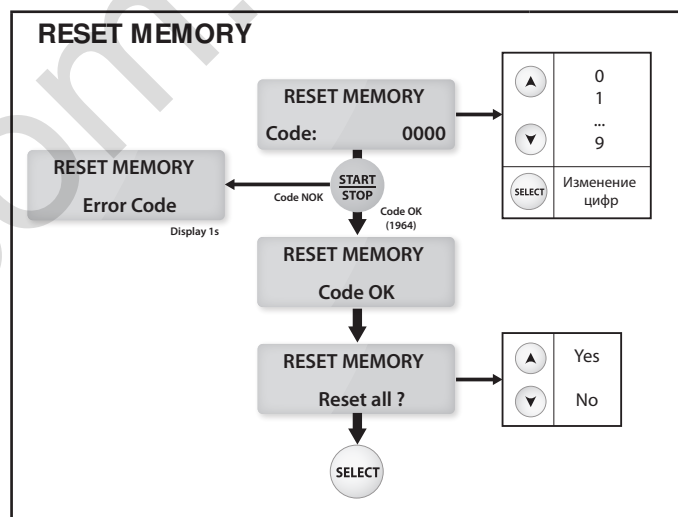 RESET MEMORY
RESET MEMORY
Code: 0000
0
1
...
9
SELECT
Изменение
цифр
RESET MEMORY
Error Code
Display 1s
Code NOK
START
STOP
Code OK
(1964)
RESET MEMORY
Code OK
RESET MEMORY
Reset all ?
Yes
No
SELECT